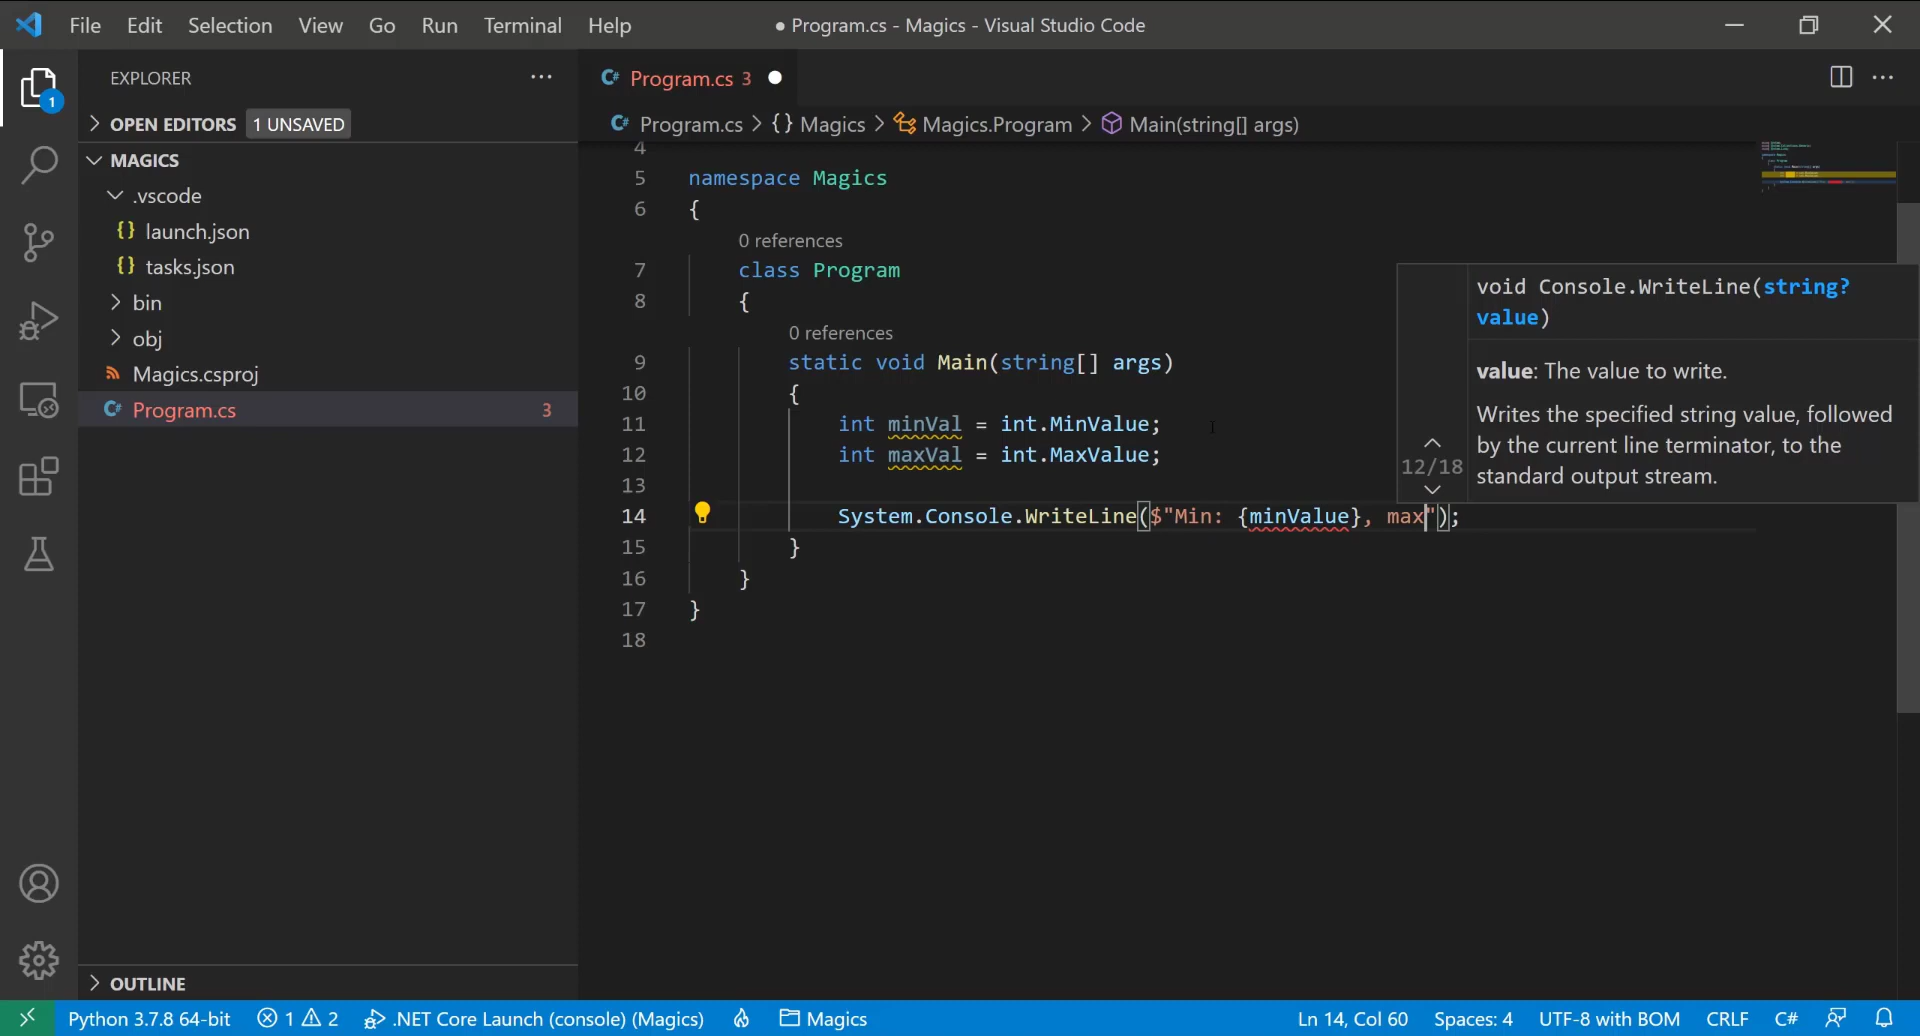 File Edit Selection View Go Run Terminal Help
● Program.cs - Magics - Visual Studio Code
EXPLORER
1
OPEN EDITORS 1 UNSAVED
MAGICS
.vscode
{} launch.json
{} tasks.json
bin
obj
Magics.csproj
C# Program.cs 3
OUTLINE
C# Program.cs 3 ●
C# Program.cs > {} Magics > Magics.Program > Main(string[] args)
4
5 namespace Magics
6 {
0 references
7 class Program
8 {
0 references
9 static void Main(string[] args)
10 {
11 int minVal = int.MinValue;
12 int maxVal = int.MaxValue;
13
14 System.Console.WriteLine($"Min: {minValue}, max");
15 }
16 }
17 }
18
void Console.WriteLine(string?
value)
value: The value to write.
Writes the specified string value, followed
by the current line terminator, to the
standard output stream.
12/18
Python 3.7.8 64-bit 1 2 .NET Core Launch (console) (Magics) Magics Ln 14, Col 60 Spaces: 4 UTF-8 with BOM CRLF C#